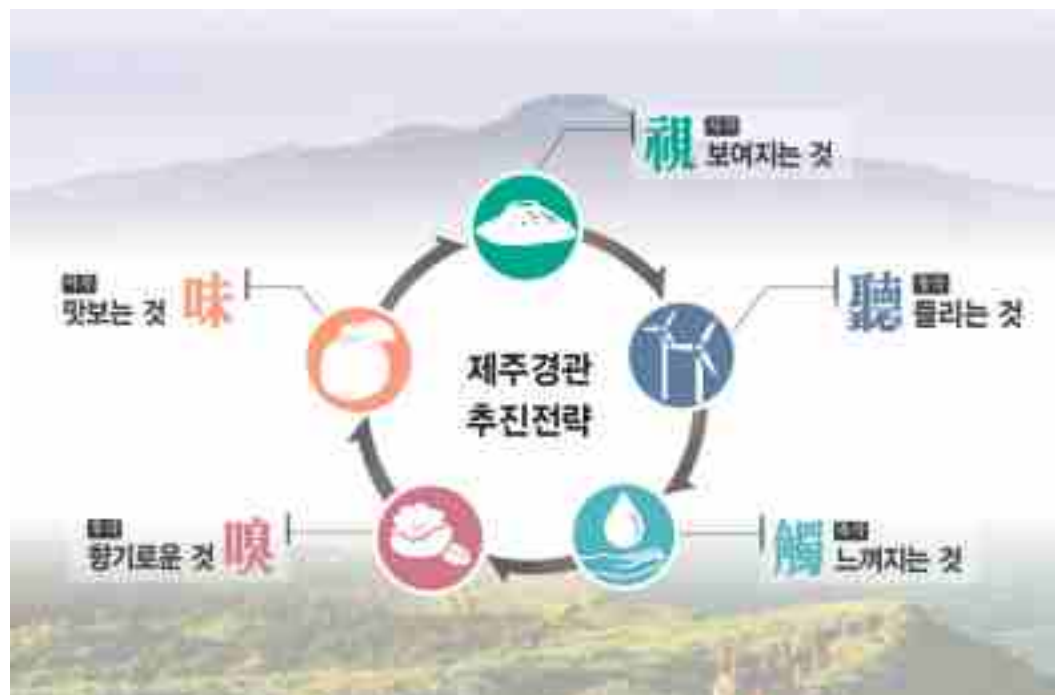 視
보여지는 것
聽
들리는 것
觸
느껴지는 것
嗅
향기로운 것
味
맛보는 것
제주경관
추진전략